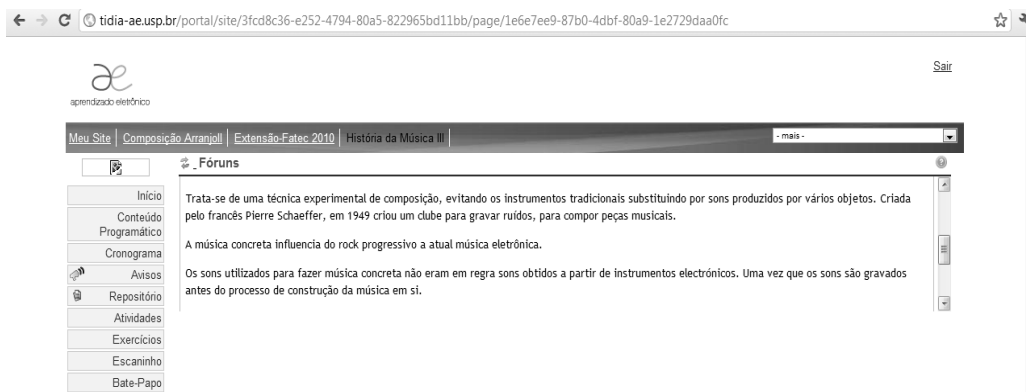 tidia-ae.usp.br/portal/site/3fcd8c36-e252-4794-80a5-822965bd11bb/page/1e6e7ee9-87b0-4dbf-80a9-1e2729daa0fc
Sair
ae
aprendizado eletrônico
Meu Site | Composição Arranjoll | Extensão-Fatec 2010 | História da Música III |
- mais -
_Fóruns
Início
Conteúdo
Programático
Cronograma
Avisos
Repositório
Atividades
Exercícios
Escaninho
Bate-Papo
Trata-se de uma técnica experimental de composição, evitando os instrumentos tradicionais substituindo por sons produzidos por vários objetos. Criada
pelo francês Pierre Schaeffer, em 1949 criou um clube para gravar ruídos, para compor peças musicais.
A música concreta influencia do rock progressivo a atual música eletrônica.
Os sons utilizados para fazer música concreta não eram em regra sons obtidos a partir de instrumentos electrónicos. Uma vez que os sons são gravados
antes do processo de construção da música em si.